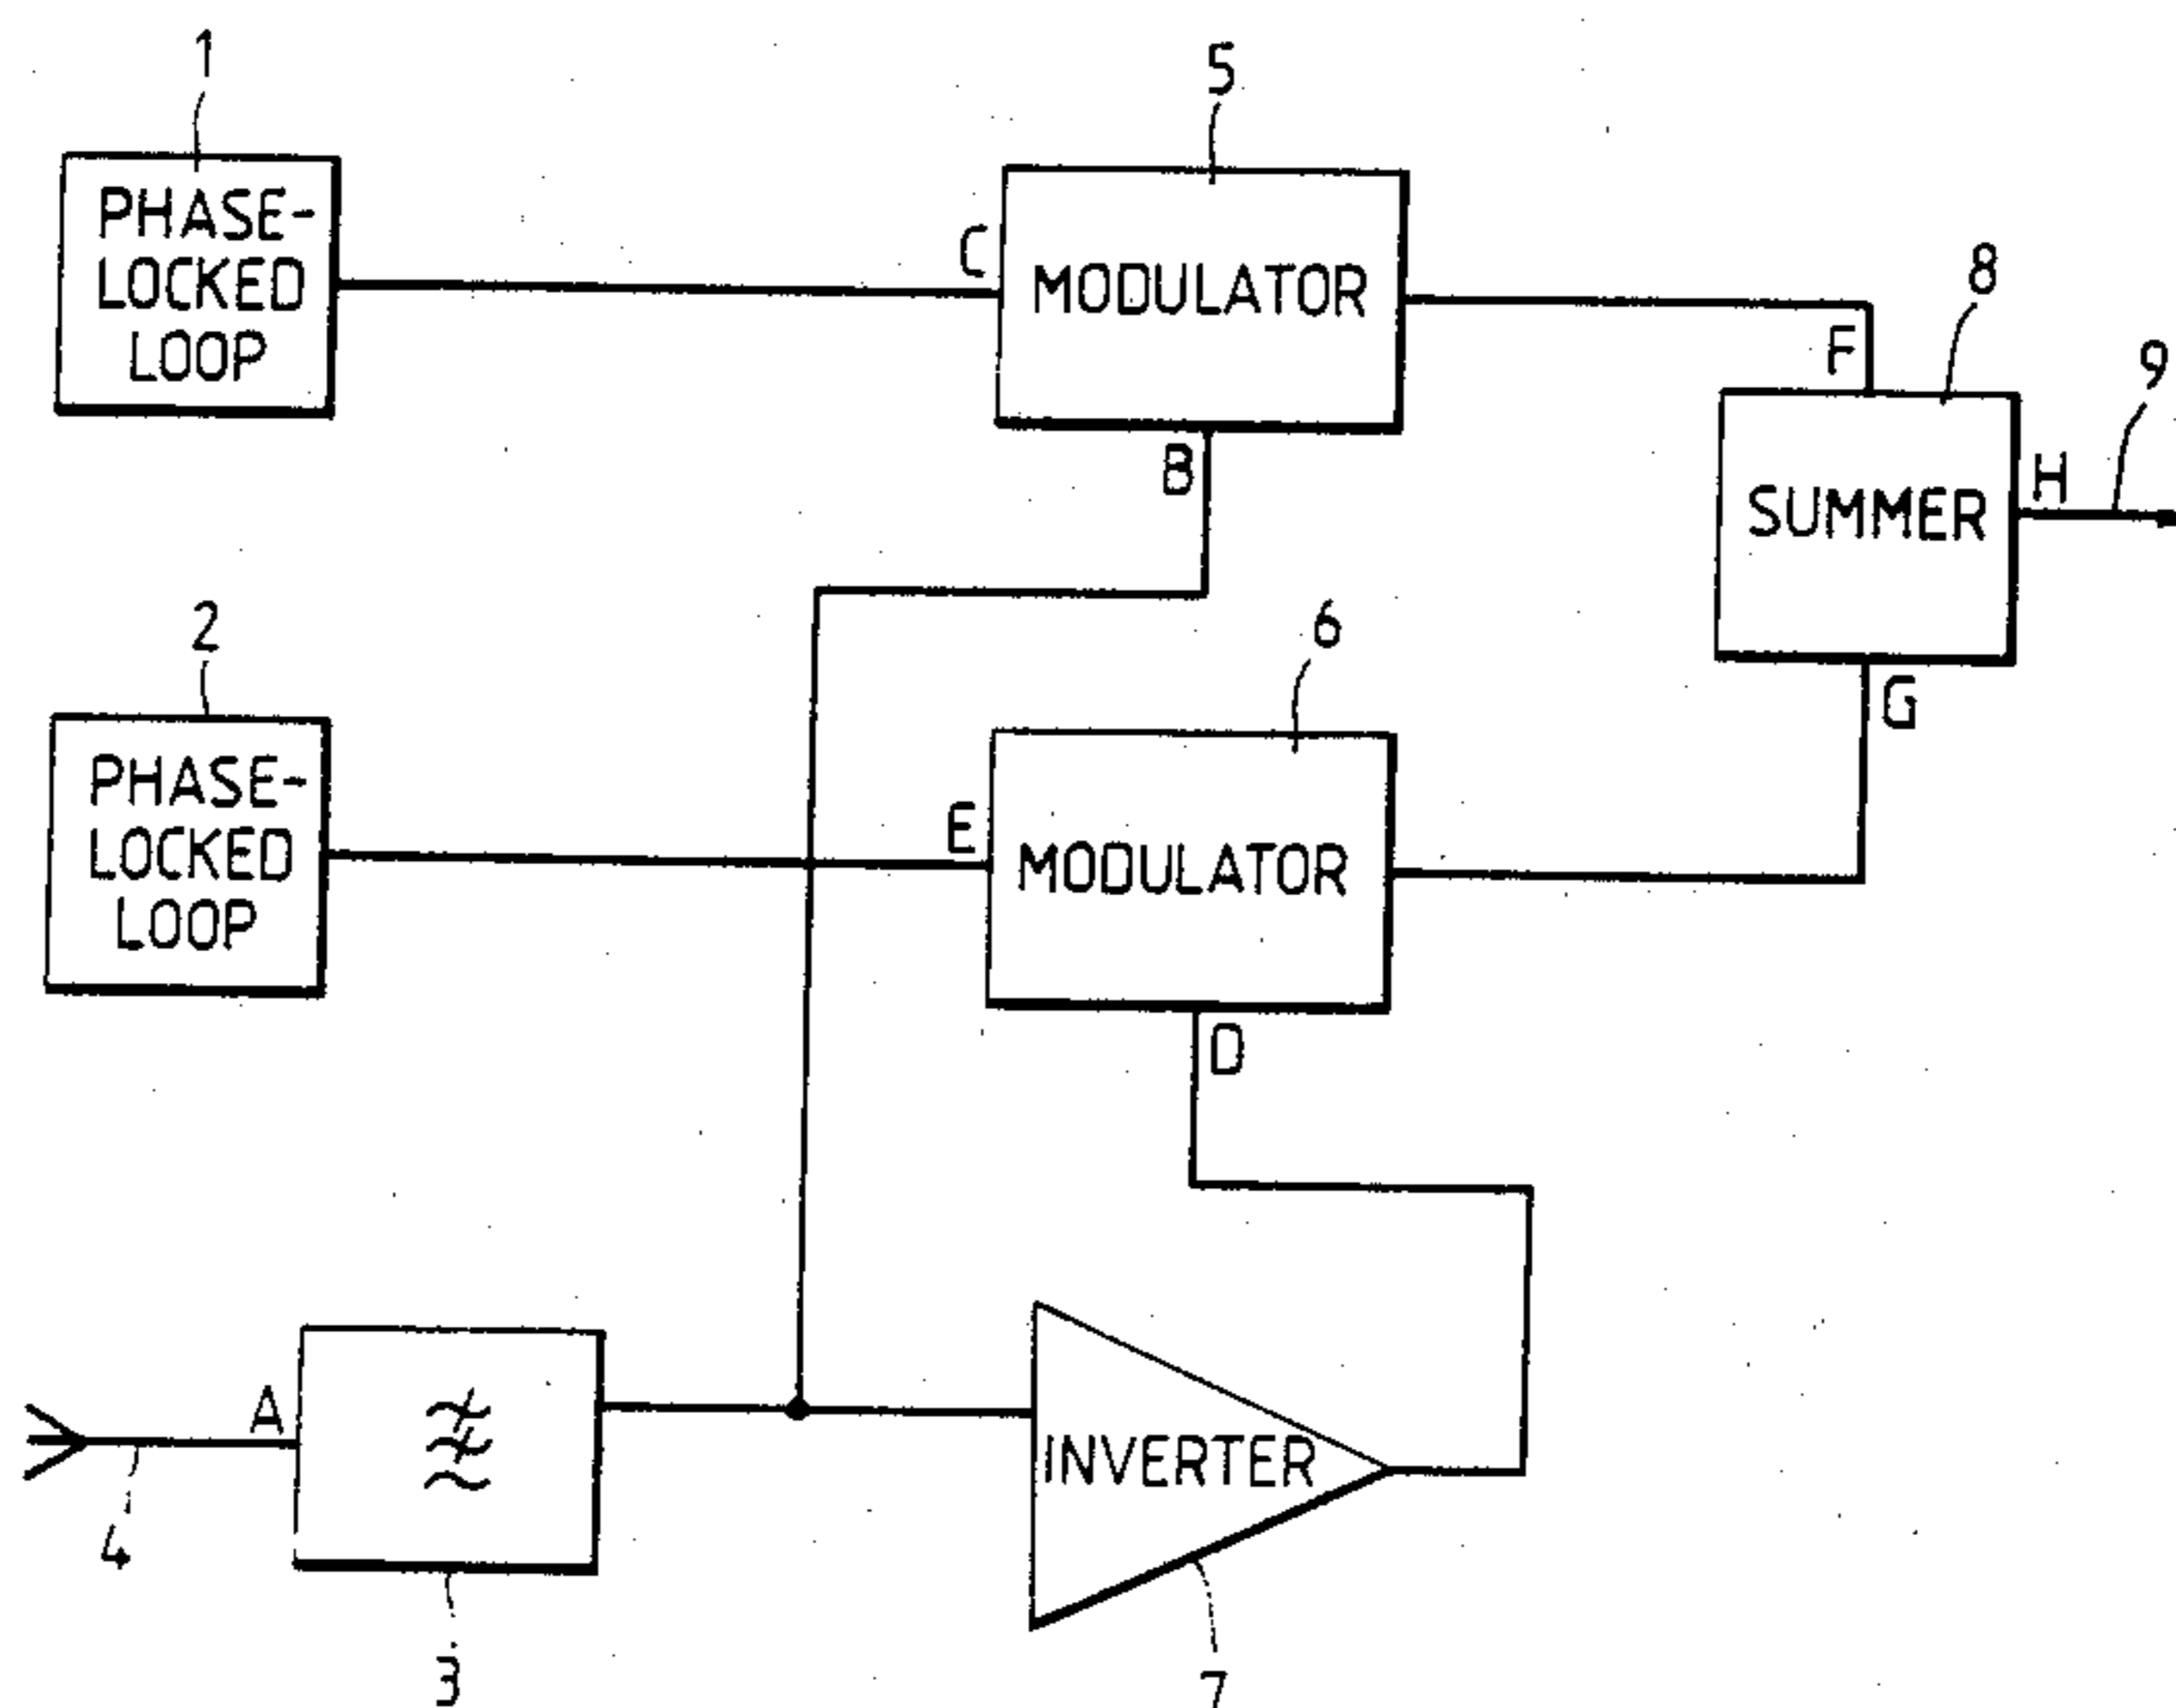 1
PHASE-
LOCKED
LOOP
5
C
MODULATOR
B
F
8
SUMMER
H
9
G
2
PHASE-
LOCKED
LOOP
6
E
MODULATOR
D
A
4
3
INVERTER
7